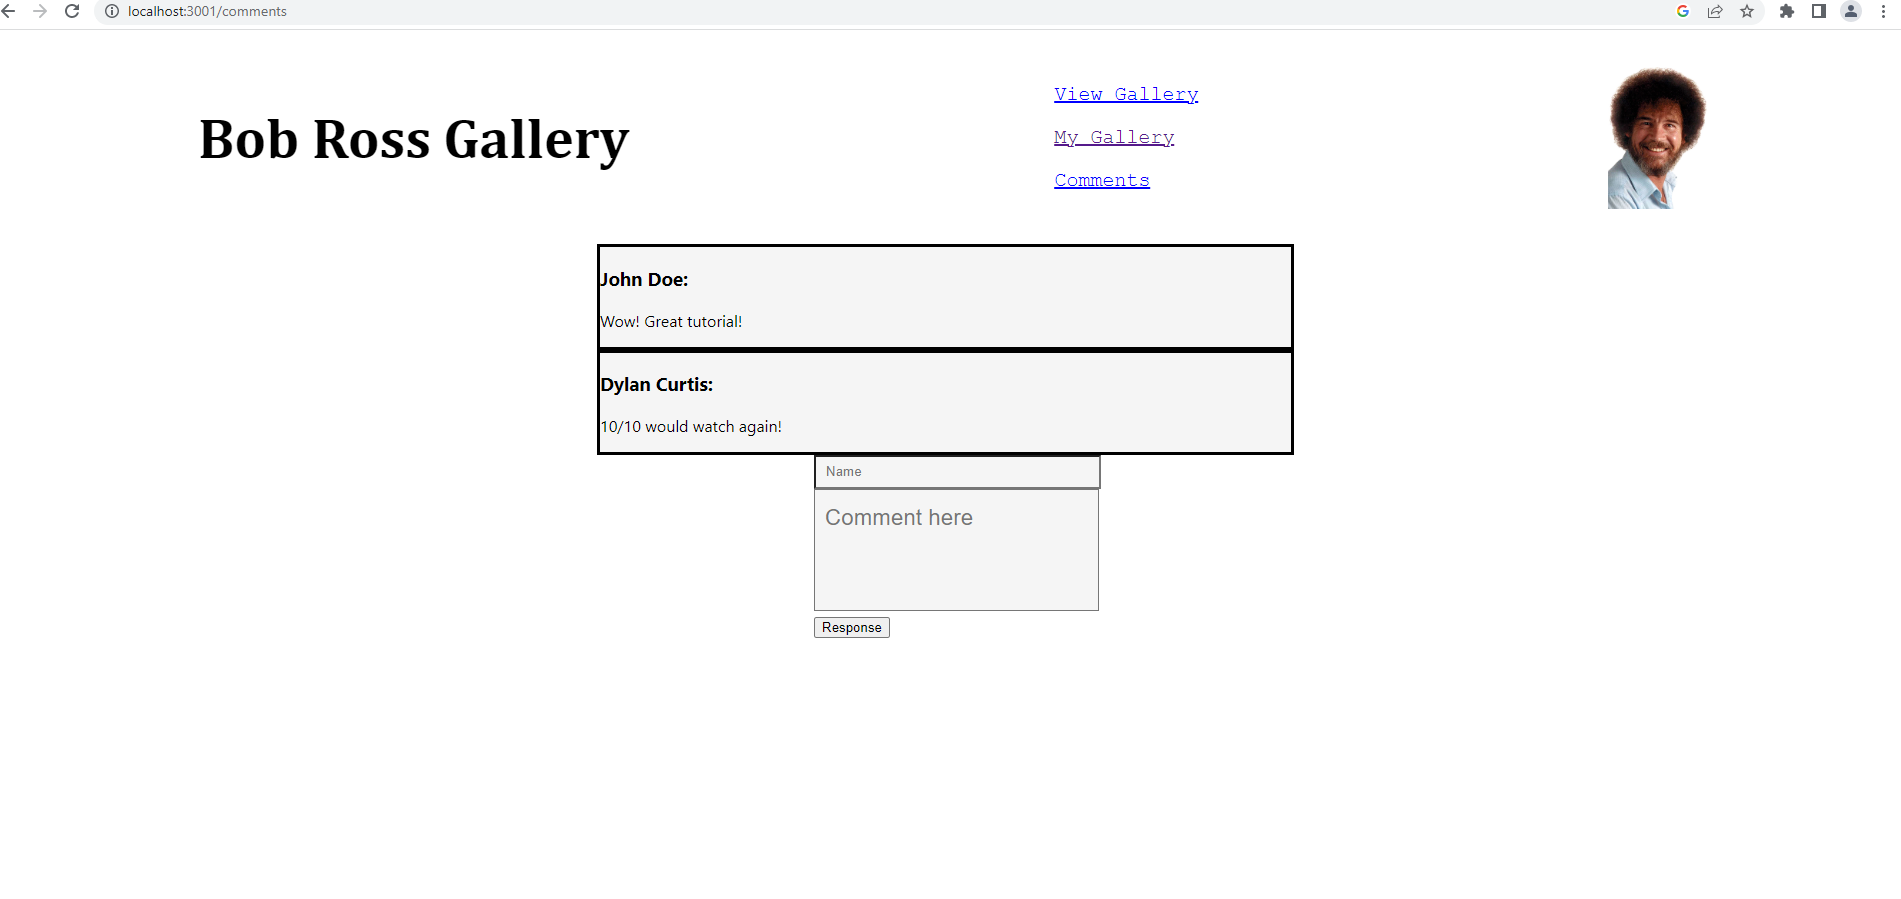 localhost:3001/comments
Bob Ross Gallery
View Gallery
My Gallery
Comments
John Doe:
Wow! Great tutorial!
Dylan Curtis:
10/10 would watch again!
Name
Comment here
Response